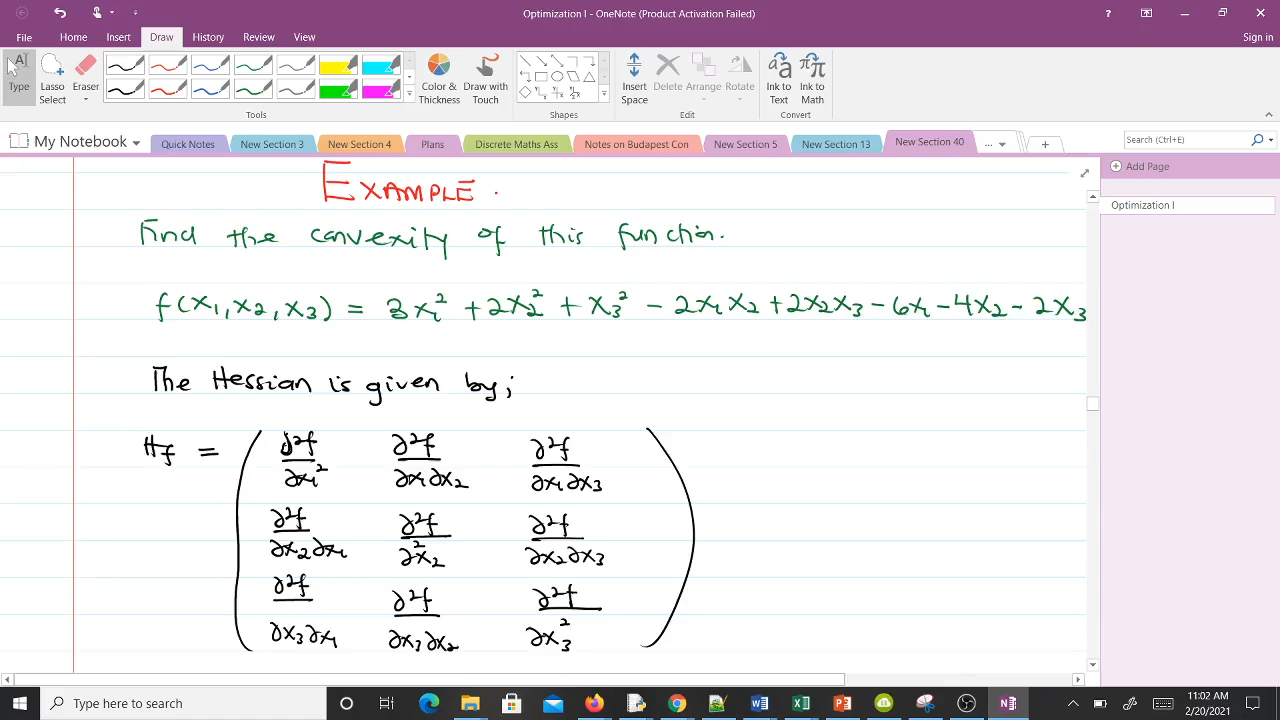 Optimization I - OneNote (Product Activation Failed)
File Home Insert Draw History Review View Sign in
Type Lasso Select Eraser Color & Thickness Draw with Touch Insert Space Delete Arrange Rotate Ink to Text Ink to Math
Tools Shapes Edit Convert
My Notebook Quick Notes New Section 3 New Section 4 Plans Discrete Maths Ass Notes on Budapest Con New Section 5 New Section 13 New Section 40 ... Search (Ctrl+E)
Add Page
Optimization I
EXAMPLE.
Find the convexity of this function.
f(x₁,x₂,x₃) = 3x₁² + 2x₂² + x₃² - 2x₁x₂ + 2x₂x₃ - 6x₁ - 4x₂ - 2x₃
The Hessian is given by;
Hf = ( ∂²f/∂x₁² ∂²f/∂x₁∂x₂ ∂²f/∂x₁∂x₃
∂²f/∂x₂∂x₁ ∂²f/∂²x₂ ∂²f/∂x₂∂x₃
∂²f/∂x₃∂x₁ ∂²f/∂x₃∂x₂ ∂²f/∂x₃² )
Type here to search
11:02 AM
2/20/2021